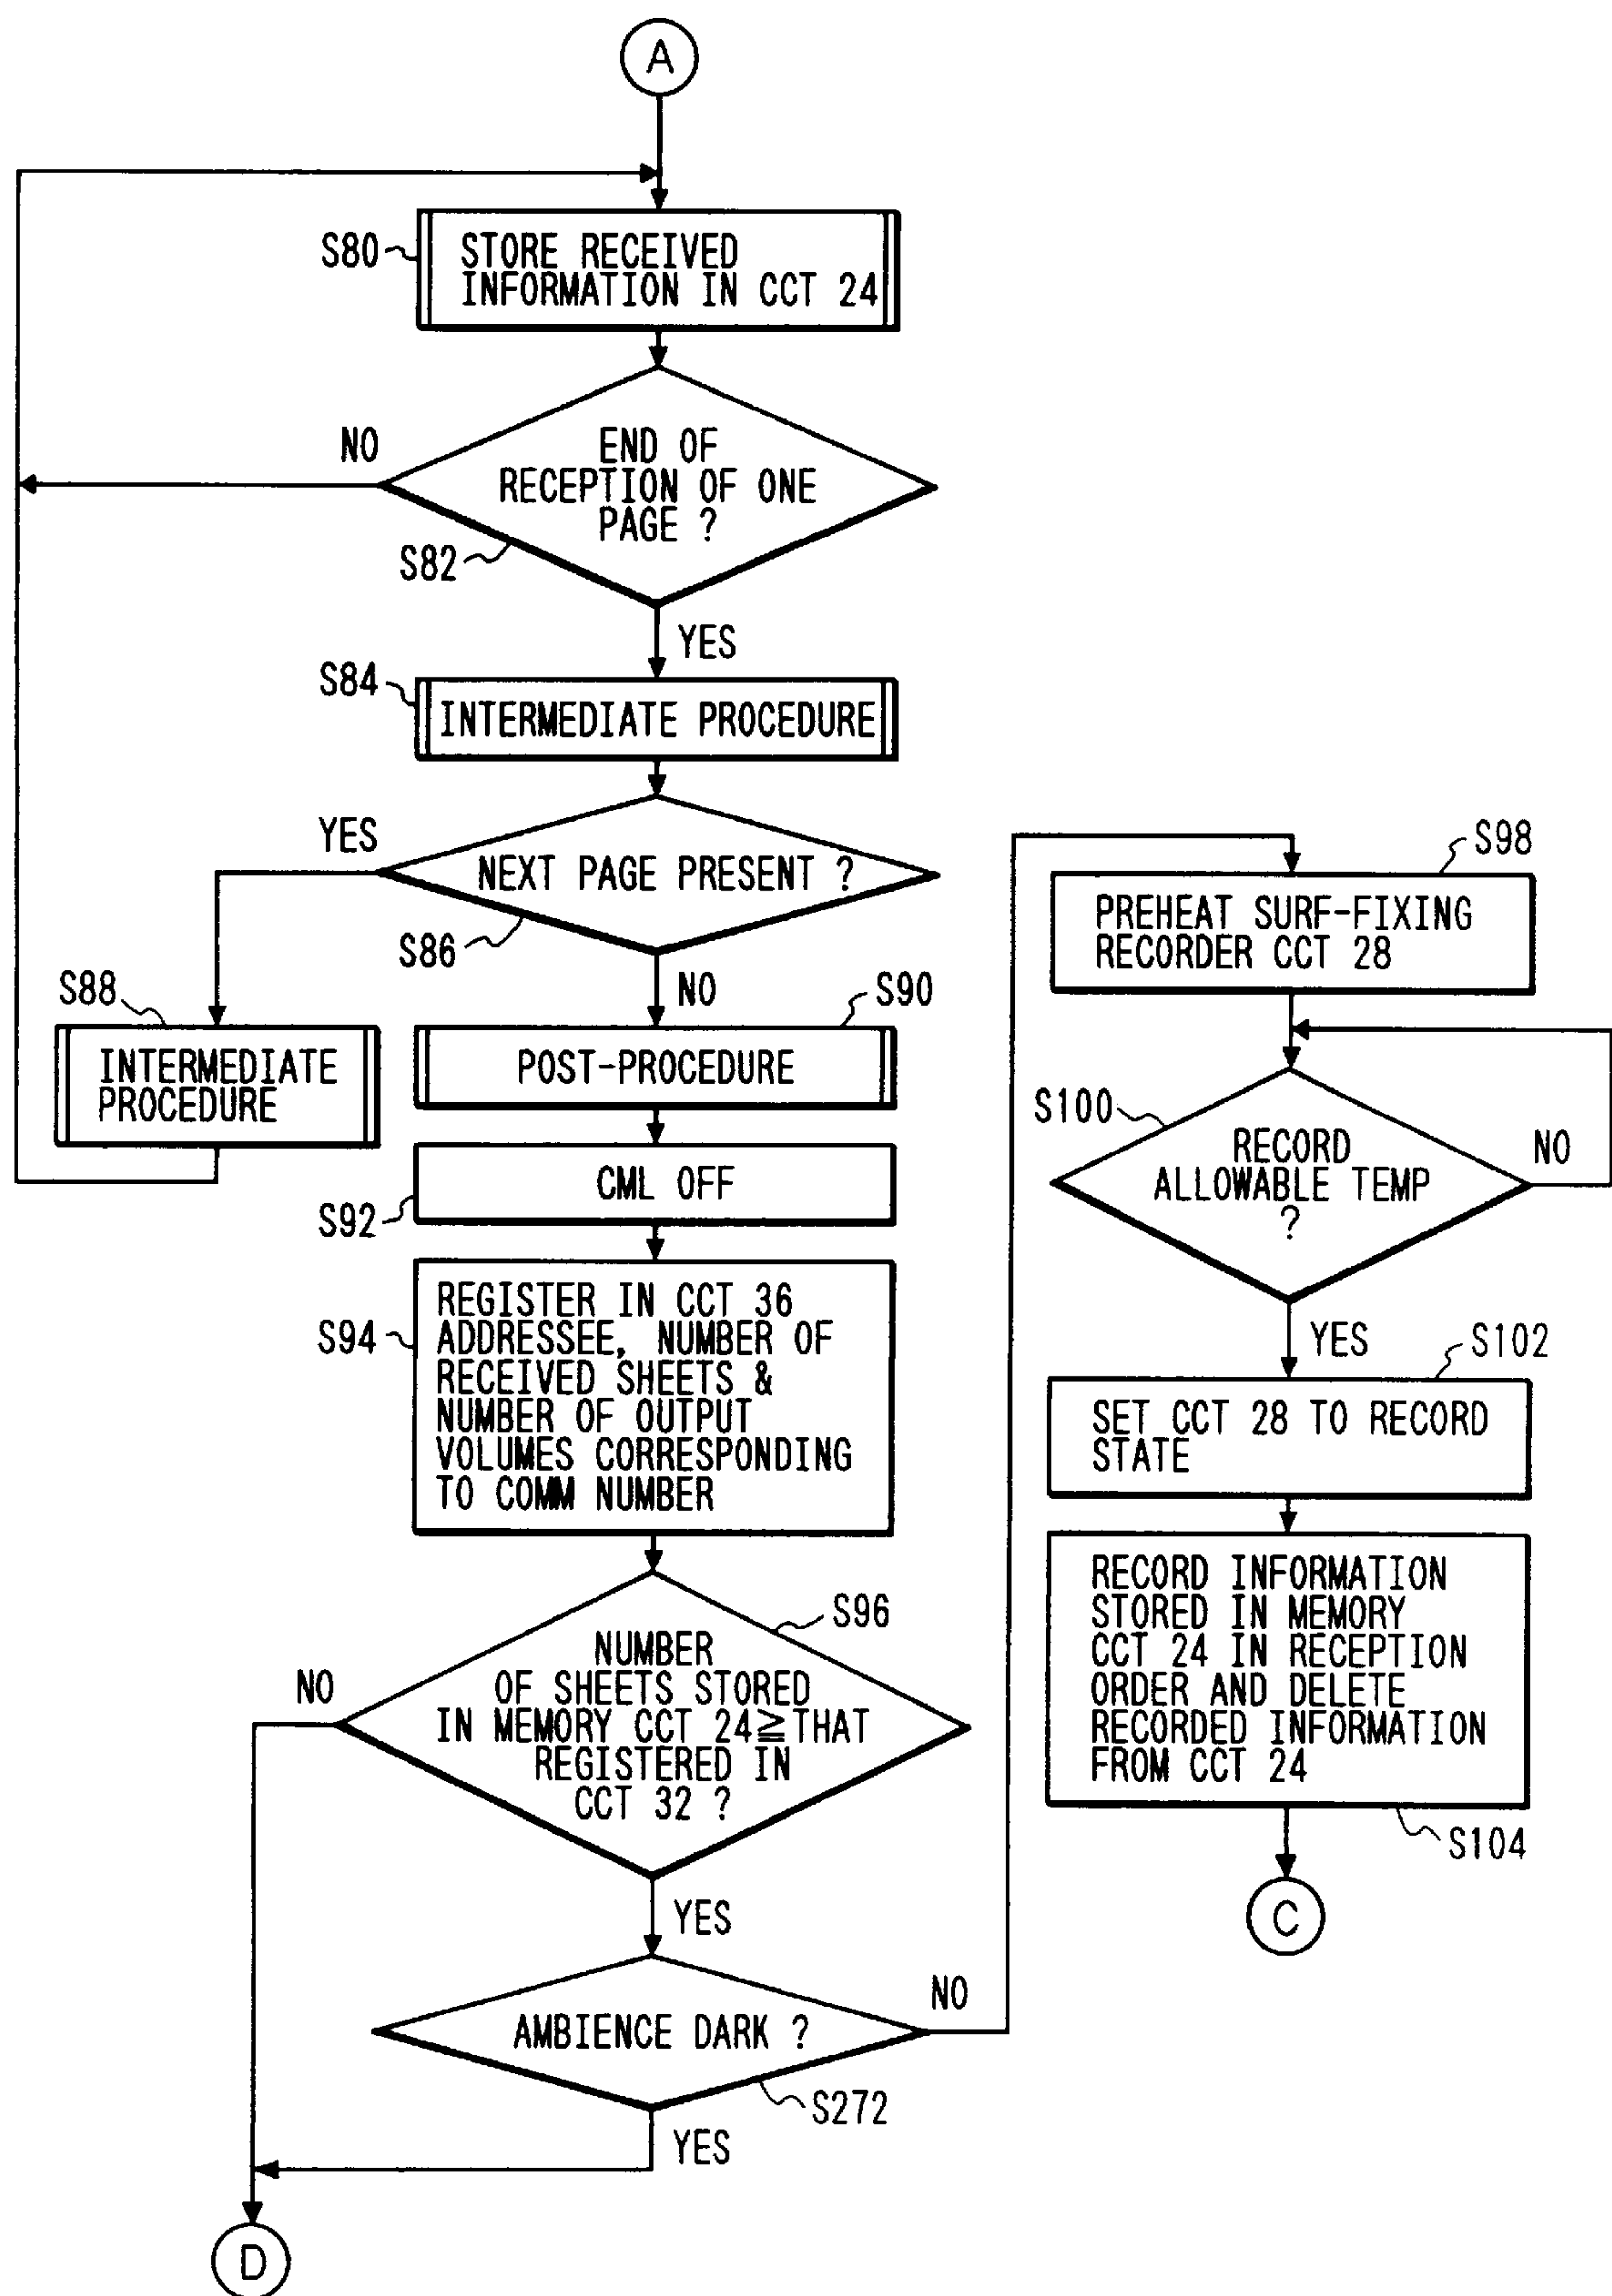 A
S80
STORE RECEIVED
INFORMATION IN CCT 24
NO
END OF
RECEPTION OF ONE
PAGE ?
S82
YES
S84
INTERMEDIATE PROCEDURE
YES
NEXT PAGE PRESENT ?
S86
NO
S88
INTERMEDIATE
PROCEDURE
S90
POST-PROCEDURE
CML OFF
S92
S94
REGISTER IN CCT 36
ADDRESSEE, NUMBER OF
RECEIVED SHEETS &
NUMBER OF OUTPUT
VOLUMES CORRESPONDING
TO COMM NUMBER
S96
NO
NUMBER
OF SHEETS STORED
IN MEMORY CCT 24≧THAT
REGISTERED IN
CCT 32 ?
YES
NO
AMBIENCE DARK ?
S272
YES
D
S98
PREHEAT SURF-FIXING
RECORDER CCT 28
S100
RECORD
ALLOWABLE TEMP
?
NO
YES
S102
SET CCT 28 TO RECORD
STATE
RECORD INFORMATION
STORED IN MEMORY
CCT 24 IN RECEPTION
ORDER AND DELETE
RECORDED INFORMATION
FROM CCT 24
S104
C